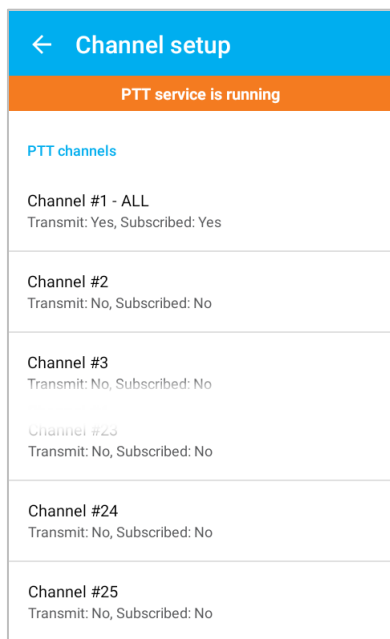 Channel setup
PTT service is running
PTT channels
Channel #1 - ALL
Transmit: Yes, Subscribed: Yes
Channel #2
Transmit: No, Subscribed: No
Channel #3
Transmit: No, Subscribed: No
Channel #23
Transmit: No, Subscribed: No
Channel #24
Transmit: No, Subscribed: No
Channel #25
Transmit: No, Subscribed: No